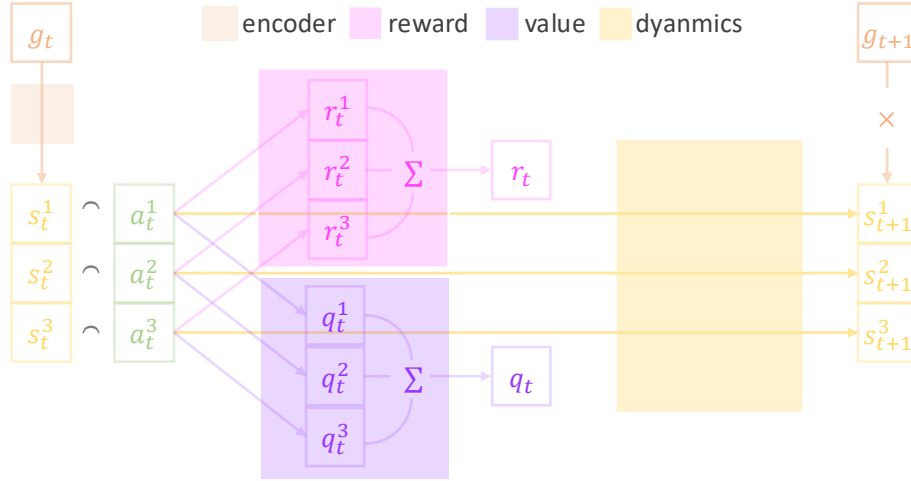 encoder reward value dyanmics
g_t g_{t+1}
r_t^1
×
r_t^2 Σ r_t
s_t^1 ⌢ a_t^1 r_t^3 s_{t+1}^1
s_t^2 ⌢ a_t^2 s_{t+1}^2
s_t^3 ⌢ a_t^3 q_t^1 s_{t+1}^3
q_t^2 Σ q_t
q_t^3